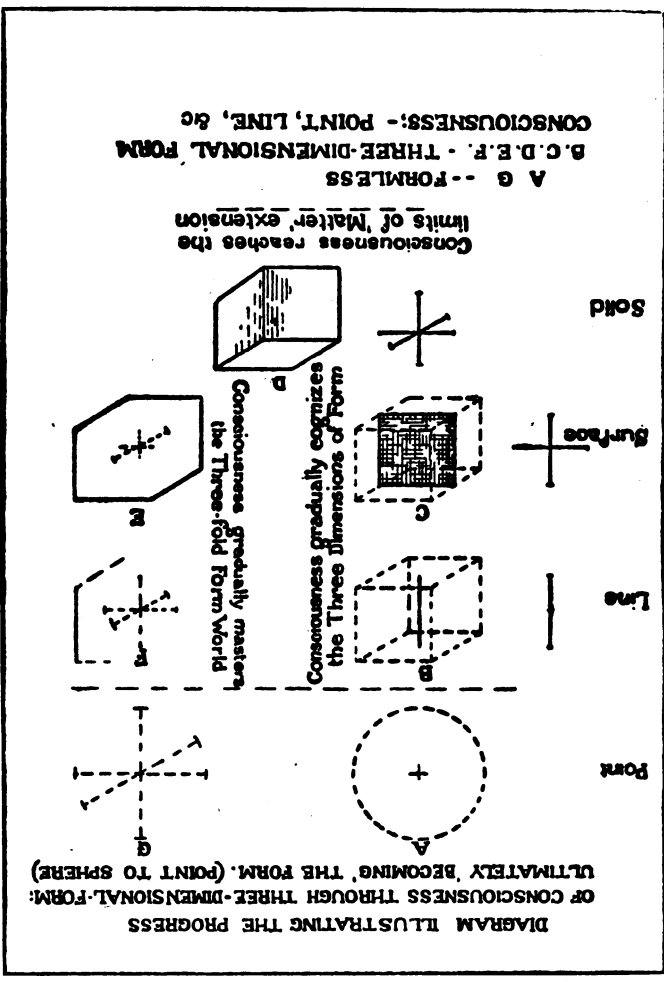 DIAGRAM ILLUSTRATING THE PROGRESS
OF CONSCIOUSNESS THROUGH THREE-DIMENSIONAL-FORM:
ULTIMATELY 'BECOMING' THE FORM. (POINT TO SPHERE)
A
G
Point
B
F
Line
C
E
Surface
D
Solid
Consciousness gradually cognizes
the Three Dimensions of Form
Consciousness gradually masters
the Three-fold Form World
Consciousness reaches the
limits of 'Matter' extension
A G -- FORMLESS
B.C.D.E.F. - THREE-DIMENSIONAL FORM
CONSCIOUSNESS;- POINT, LINE, &c